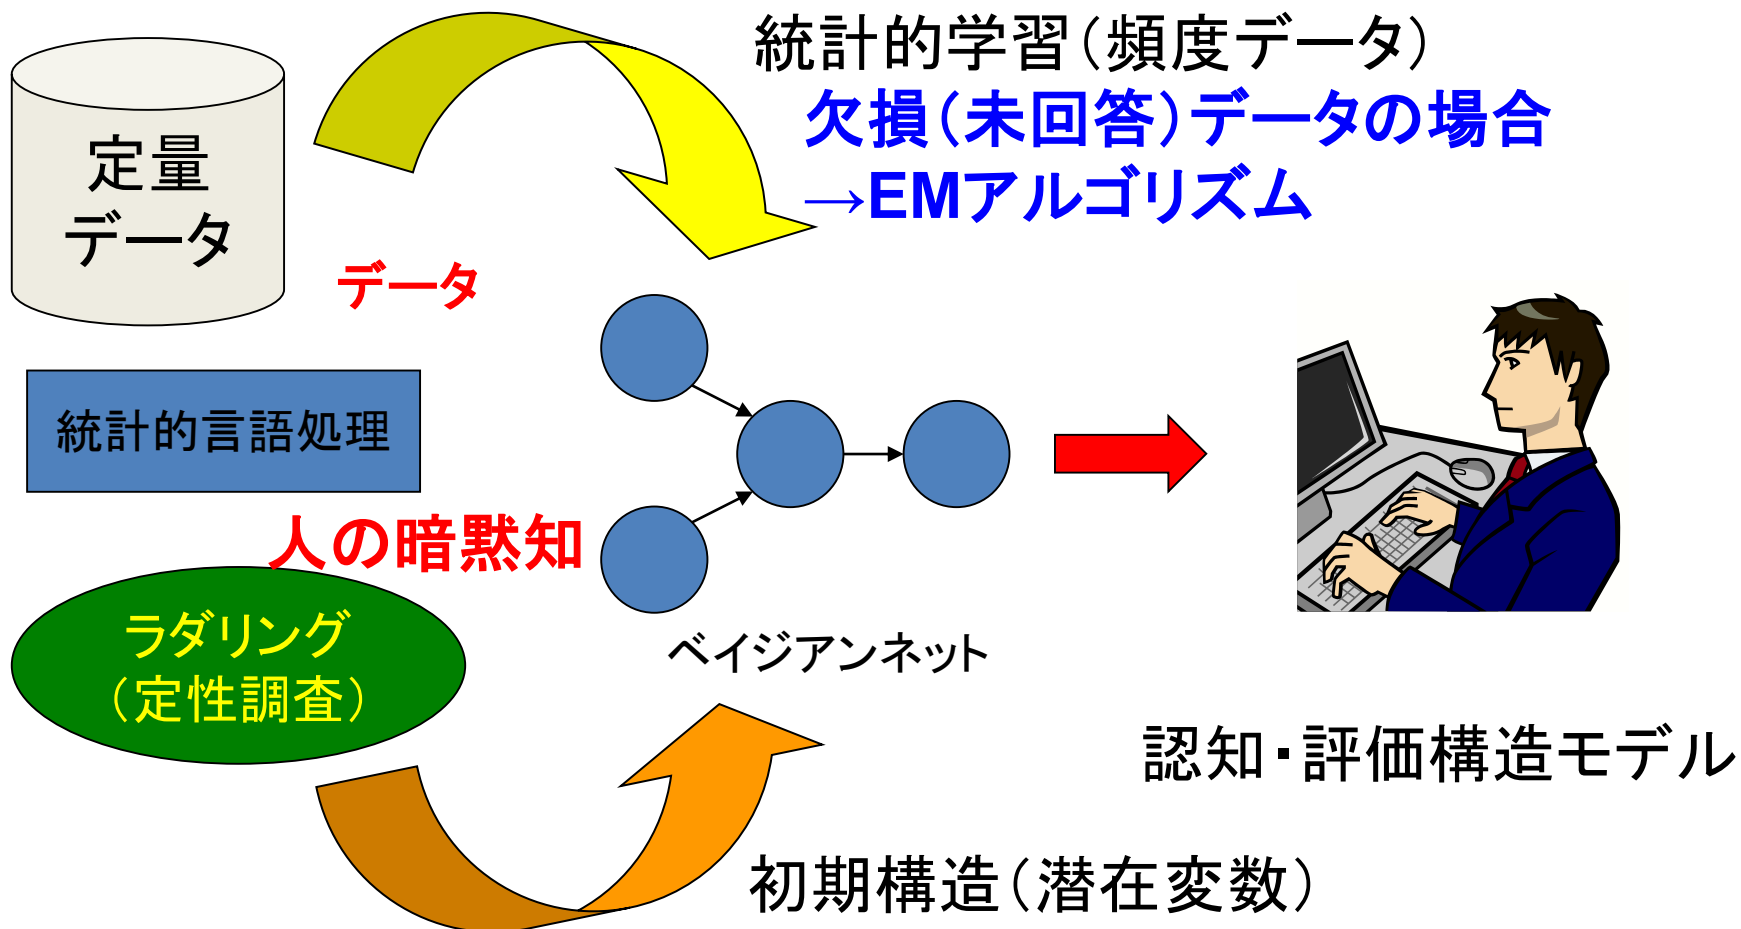 統計的学習（頻度データ）
欠損（未回答）データの場合
→EMアルゴリズム
定量
データ
データ
統計的言語処理
人の暗黙知
ラダリング
（定性調査）
ベイジアンネット
認知・評価構造モデル
初期構造（潜在変数）